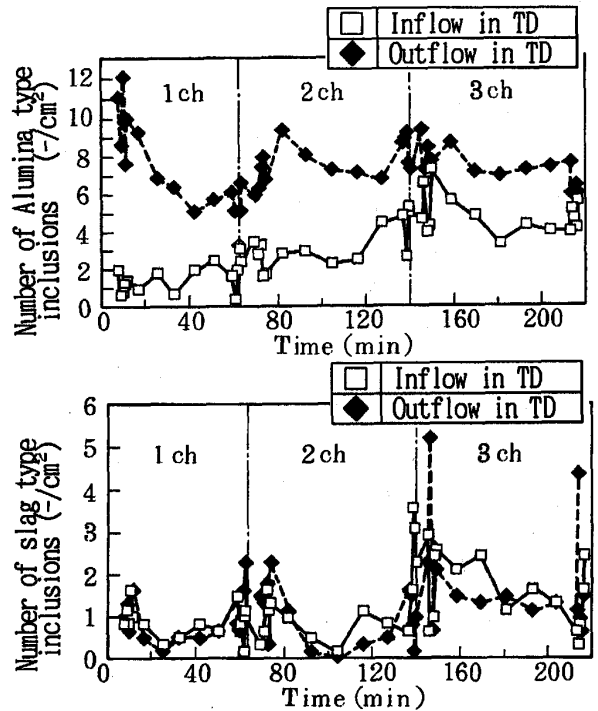 Inflow in TD
Outflow in TD
Number of Alumina type
inclusions (-/cm²)
12
10
8
6
4
2
0
1ch
2ch
3ch
0 40 80 120 160 200
Time (min)
Inflow in TD
Outflow in TD
Number of slag type
inclusions (-/cm²)
6
5
4
3
2
1
0
1 ch
2 ch
3 ch
0 40 80 120 160 200
Time (min)